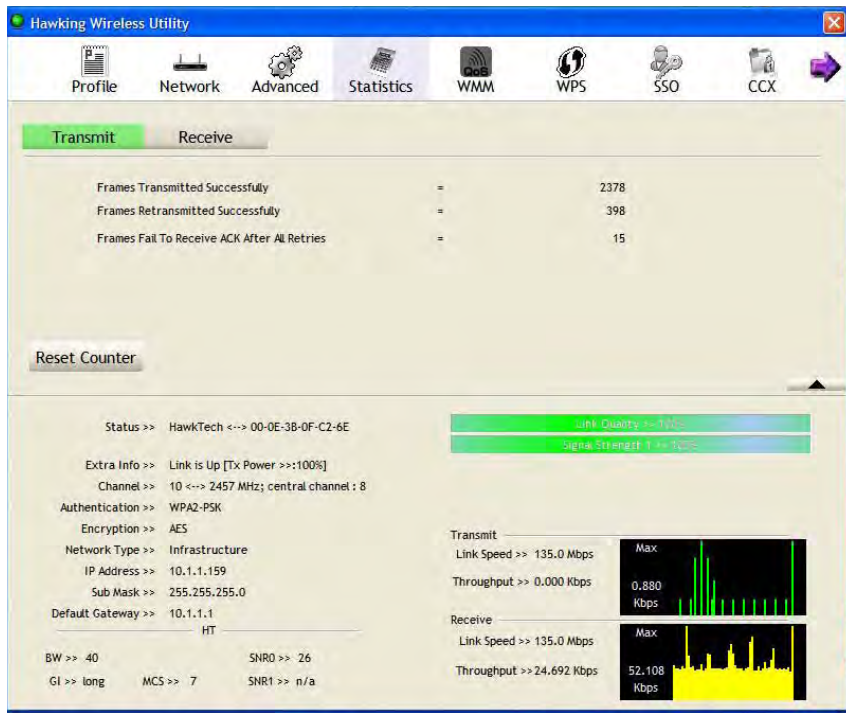 Hawking Wireless Utility
Profile Network Advanced Statistics QoS WMM WPS SSO CCX
Transmit Receive
Frames Transmitted Successfully = 2378
Frames Retransmitted Successfully = 398
Frames Fail To Receive ACK After All Retries = 15
Reset Counter
Status >> HawkTech <--> 00-0E-3B-0F-C2-6E
Extra Info >> Link is Up [Tx Power >>:100%]
Channel >> 10 <--> 2457 MHz; central channel : 8
Authentication >> WPA2-PSK
Encryption >> AES
Network Type >> Infrastructure
IP Address >> 10.1.1.159
Sub Mask >> 255.255.255.0
Default Gateway >> 10.1.1.1
HT
BW >> 40 SNR0 >> 26
GI >> long MCS >> 7 SNR1 >> n/a
Link Quality >> 100%
Signal Strength 1 >> 100%
Transmit
Link Speed >> 135.0 Mbps
Throughput >> 0.000 Kbps
Max
0.880
Kbps
Receive
Link Speed >> 135.0 Mbps
Throughput >> 24.692 Kbps
Max
52.108
Kbps